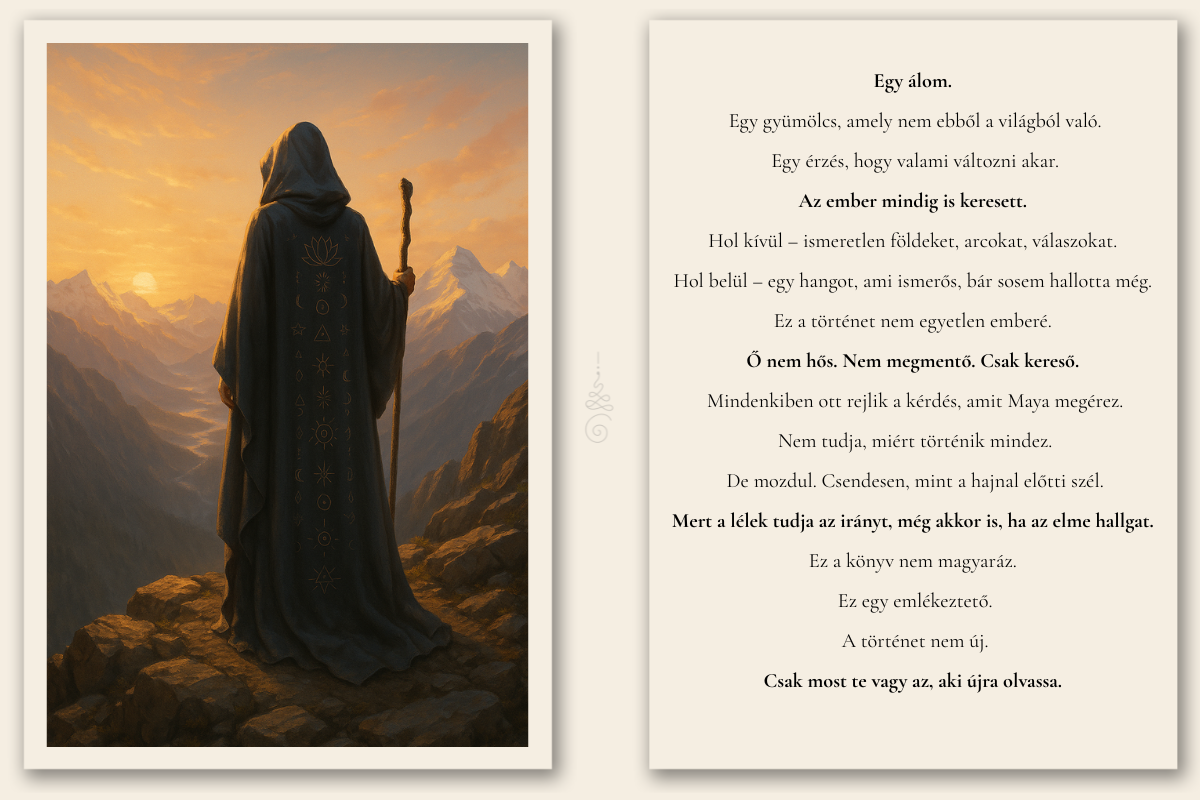 Egy álom.
Egy gyümölcs, amely nem ebből a világból való.
Egy érzés, hogy valami változni akar.
Az ember mindig is keresett.
Hol kívül – ismeretlen földeket, arcokat, válaszokat.
Hol belül – egy hangot, ami ismerős, bár sosem hallotta még.
Ez a történet nem egyetlen emberé.
Ő nem hős. Nem megmentő. Csak kereső.
Mindenkiben ott rejlik a kérdés, amit Maya megérez.
Nem tudja, miért történik mindez.
De mozdul. Csendesen, mint a hajnal előtti szél.
Mert a lélek tudja az irányt, még akkor is, ha az elme hallgat.
Ez a könyv nem magyaráz.
Ez egy emlékeztető.
A történet nem új.
Csak most te vagy az, aki újra olvassa.